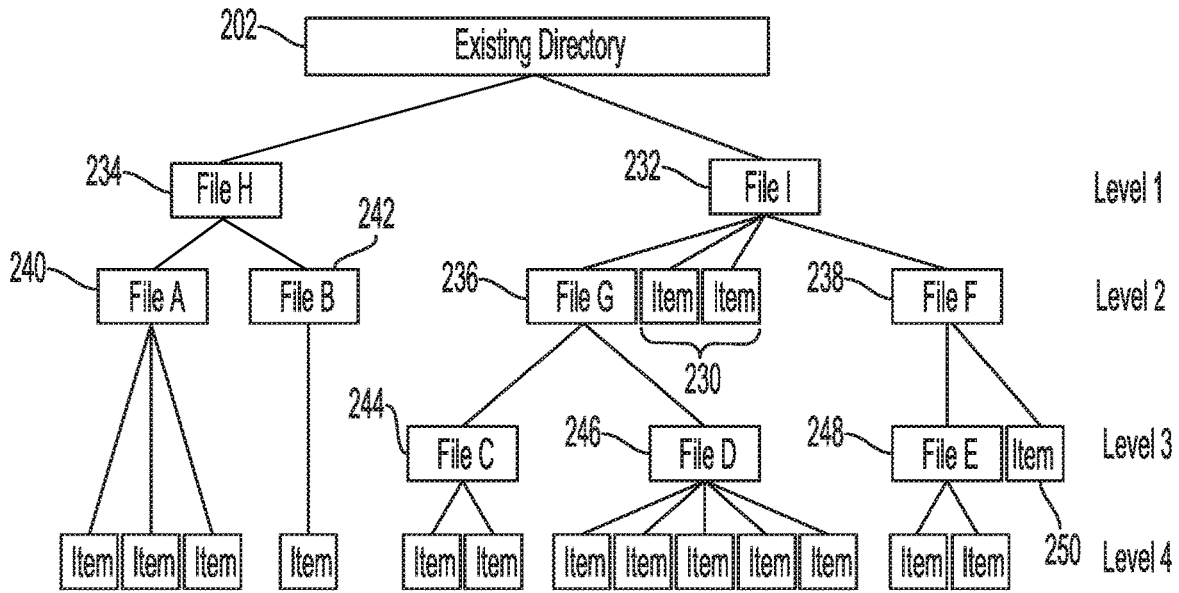 202 Existing Directory
234 File H 232 File I Level 1
242
240 File A File B 236 File G Item Item 238 File F Level 2
230
244 File C 246 File D 248 File E Item Level 3
Item Item Item Item Item Item Item Item Item Item Item Item Item 250 Level 4